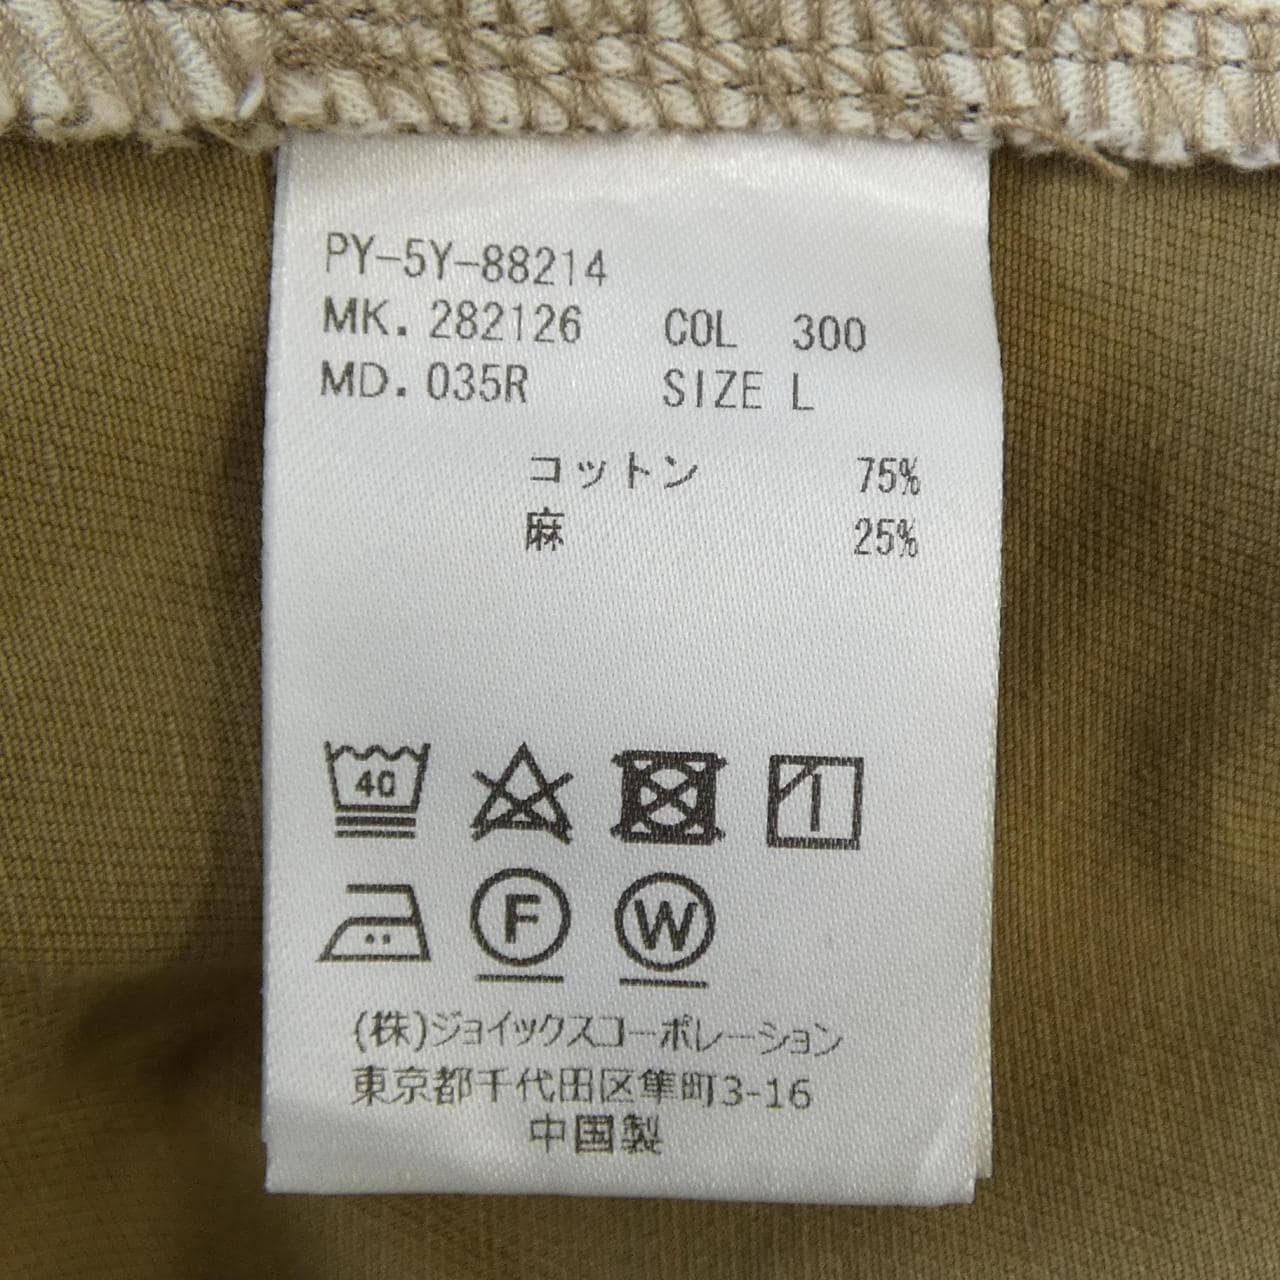 PY-5Y-88214
MK. 282126 COL 300
MD. 035R SIZE L
コットン 75%
麻 25%
40
F W
(株)ジョイックスコーポレーション
東京都千代田区隼町3-16
中国製